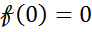 𝒻(0) = 0